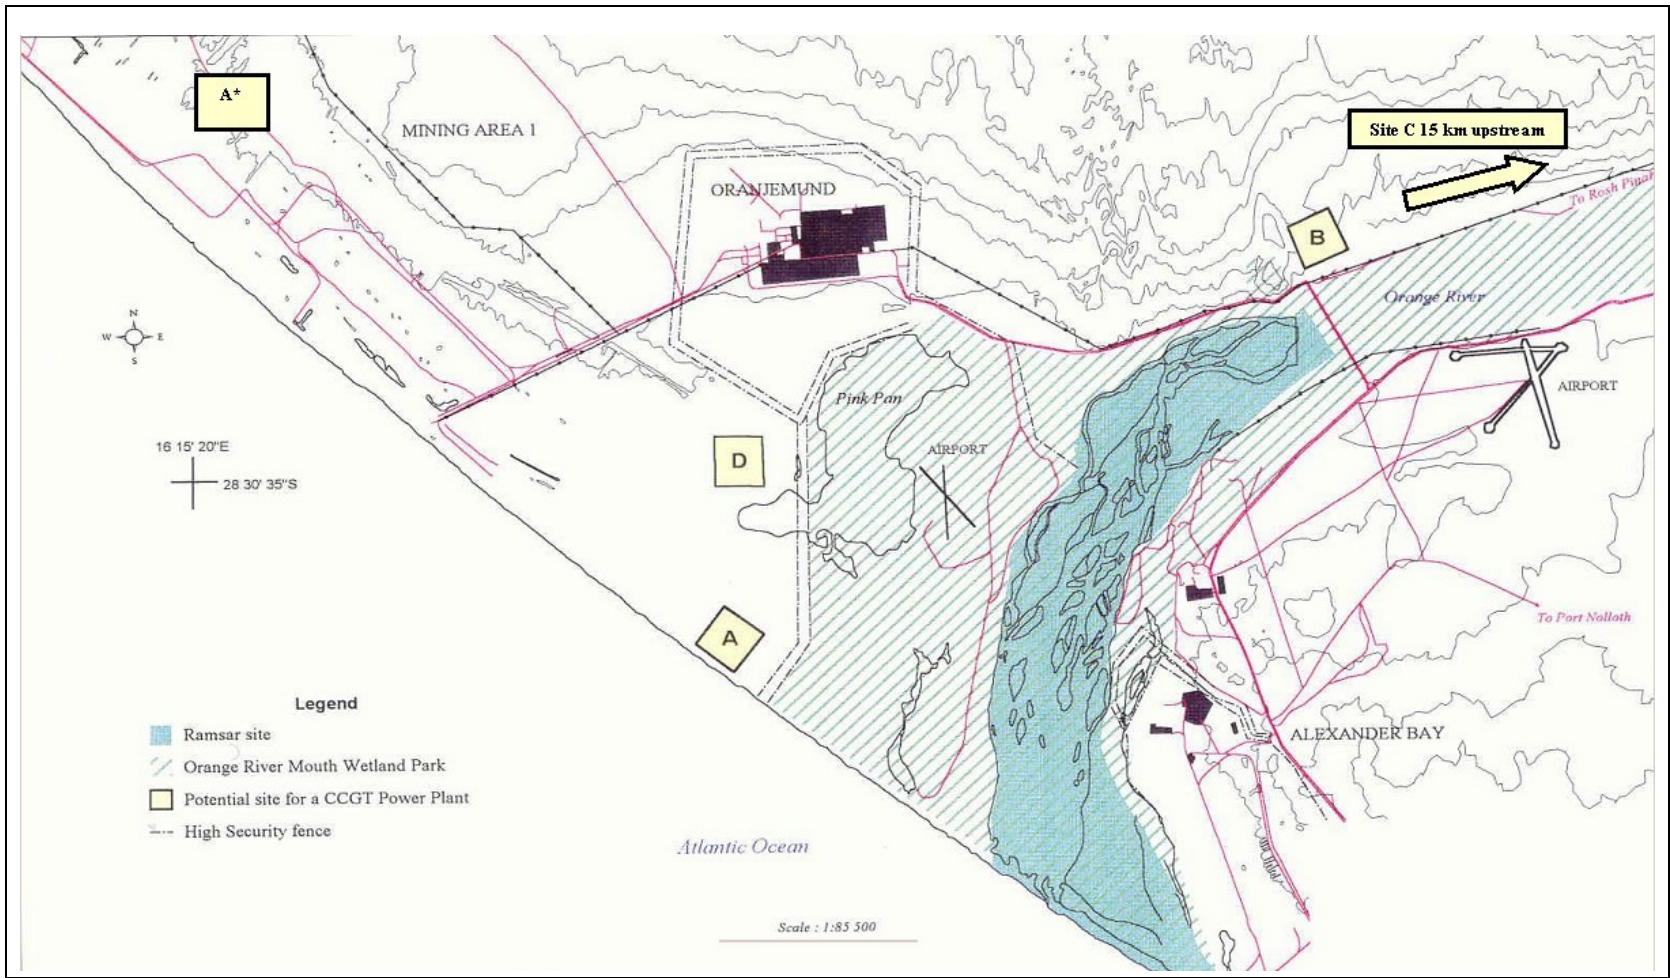 A*
MINING AREA 1
Site C 15 km upstream
ORANJEMUND
To Rosh Pinah
B
Orange River
N
W E
S
Pink Pan
AIRPORT
AIRPORT
D
16 15' 20"E
28 30' 35"S
A
To Port Nolloth
Legend
Ramsar site
Orange River Mouth Wetland Park
Potential site for a CCGT Power Plant
High Security fence
ALEXANDER BAY
Atlantic Ocean
Scale : 1:85 500